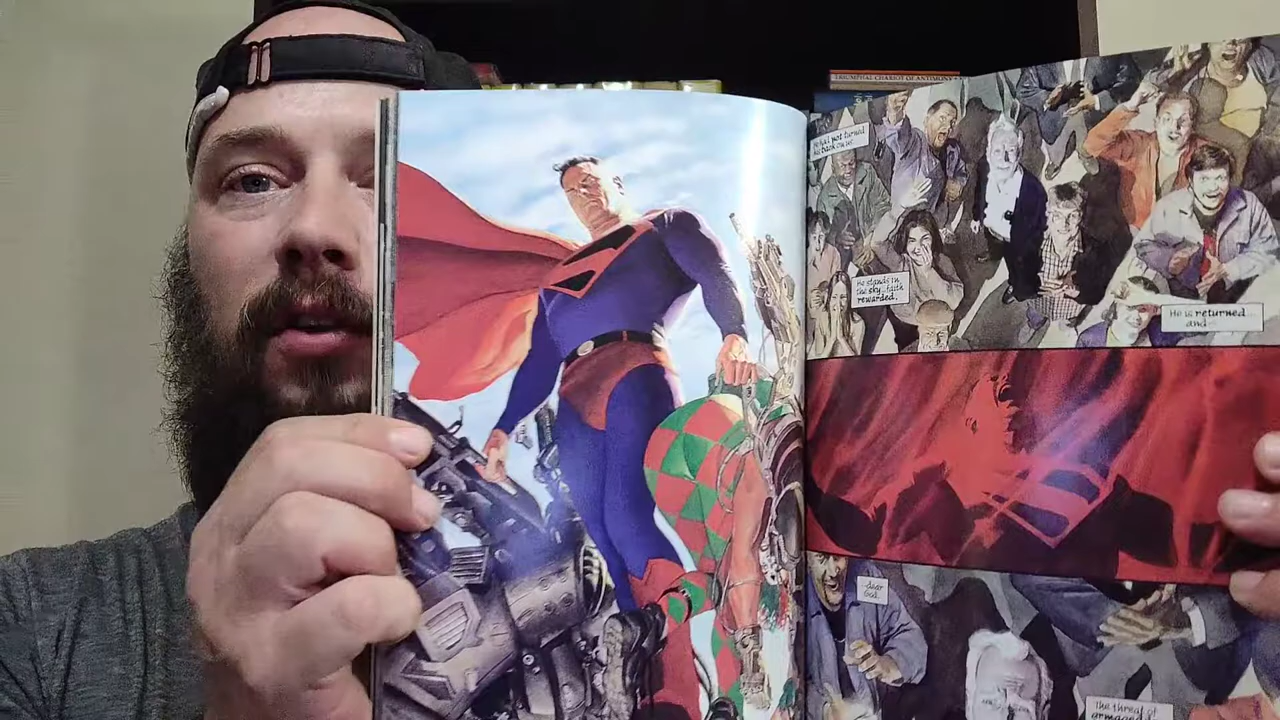 TRIUMPHAL CHARIOT OF ANTIMONY
He had not turned
his back on us.
He stands in
the sky...faith
rewarded.
He is returned...
and--
--dear
God.
The threat of